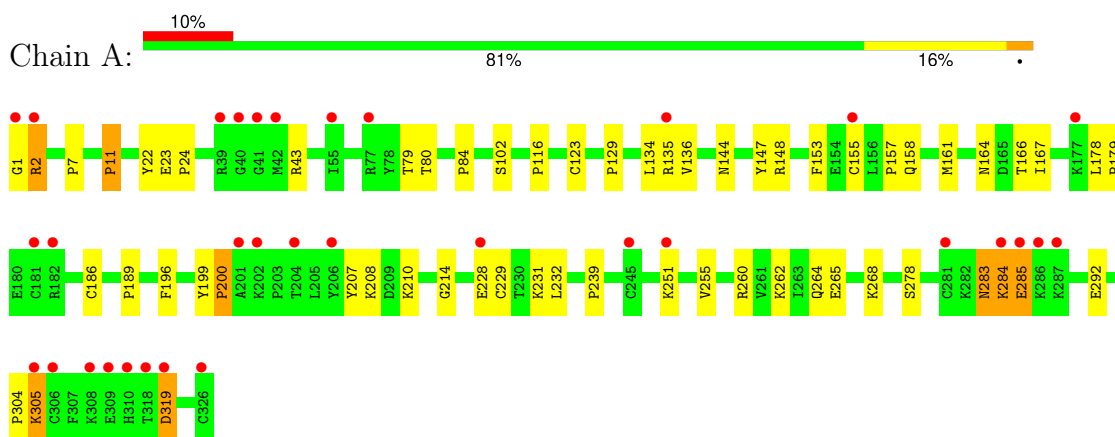 10%
Chain A:
81% 16% •
G1 R2 P7 P11 Y22 E23 P24 R39 G40 G41 M42 R43 I55 R77 Y78 T79 T80 P84 S102 P116 C123 P129 L134 R135 V136 N144 Y147 R148 F153 E154 C155 L156 P157 Q158 M161 N164 D165 T166 I167 K177 L178 R179
E180 C181 R182 C186 P189 F196 Y199 P200 A201 K202 P203 T204 L205 Y206 Y207 K208 D209 K210 G214 E228 C229 T230 K231 L232 P239 C245 K251 V255 R260 V261 K262 I263 Q264 E265 K268 S278 C281 K282 N283 K284 E285 K286 K287 E292
P304 K305 C306 F307 K308 E309 H310 T318 D319 C326